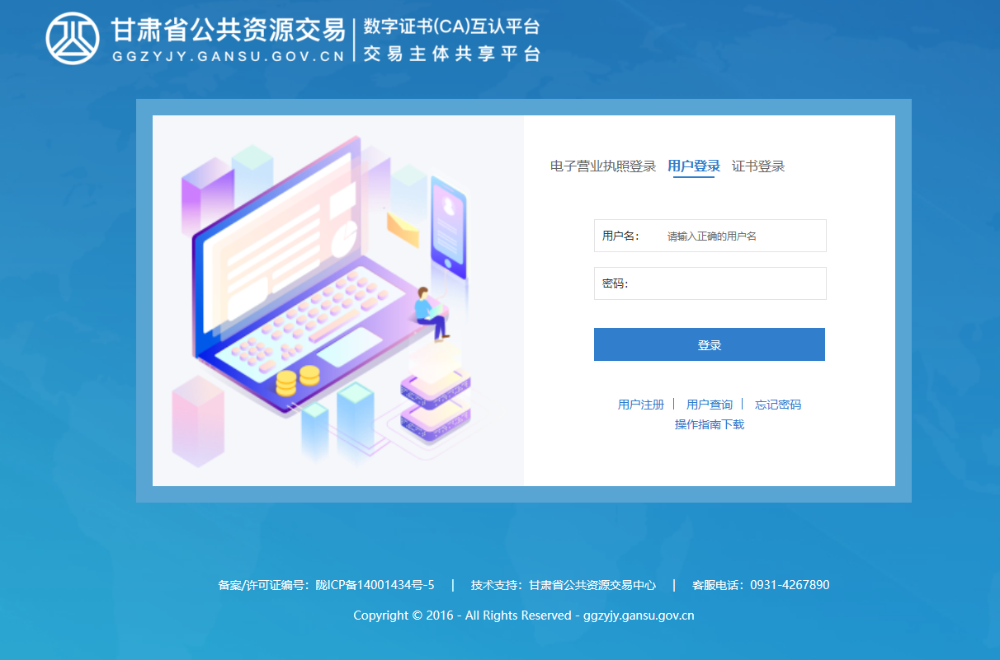 甘肃省公共资源交易
GGZYJY.GANSU.GOV.CN
数字证书(CA)互认平台
交易主体共享平台
电子营业执照登录 用户登录 证书登录
用户名： 请输入正确的用户名
密码：
登录
用户注册 | 用户查询 | 忘记密码
操作指南下载
备案/许可证编号：陇ICP备14001434号-5 | 技术支持：甘肃省公共资源交易中心 | 客服电话：0931-4267890
Copyright © 2016 - All Rights Reserved - ggzyjy.gansu.gov.cn